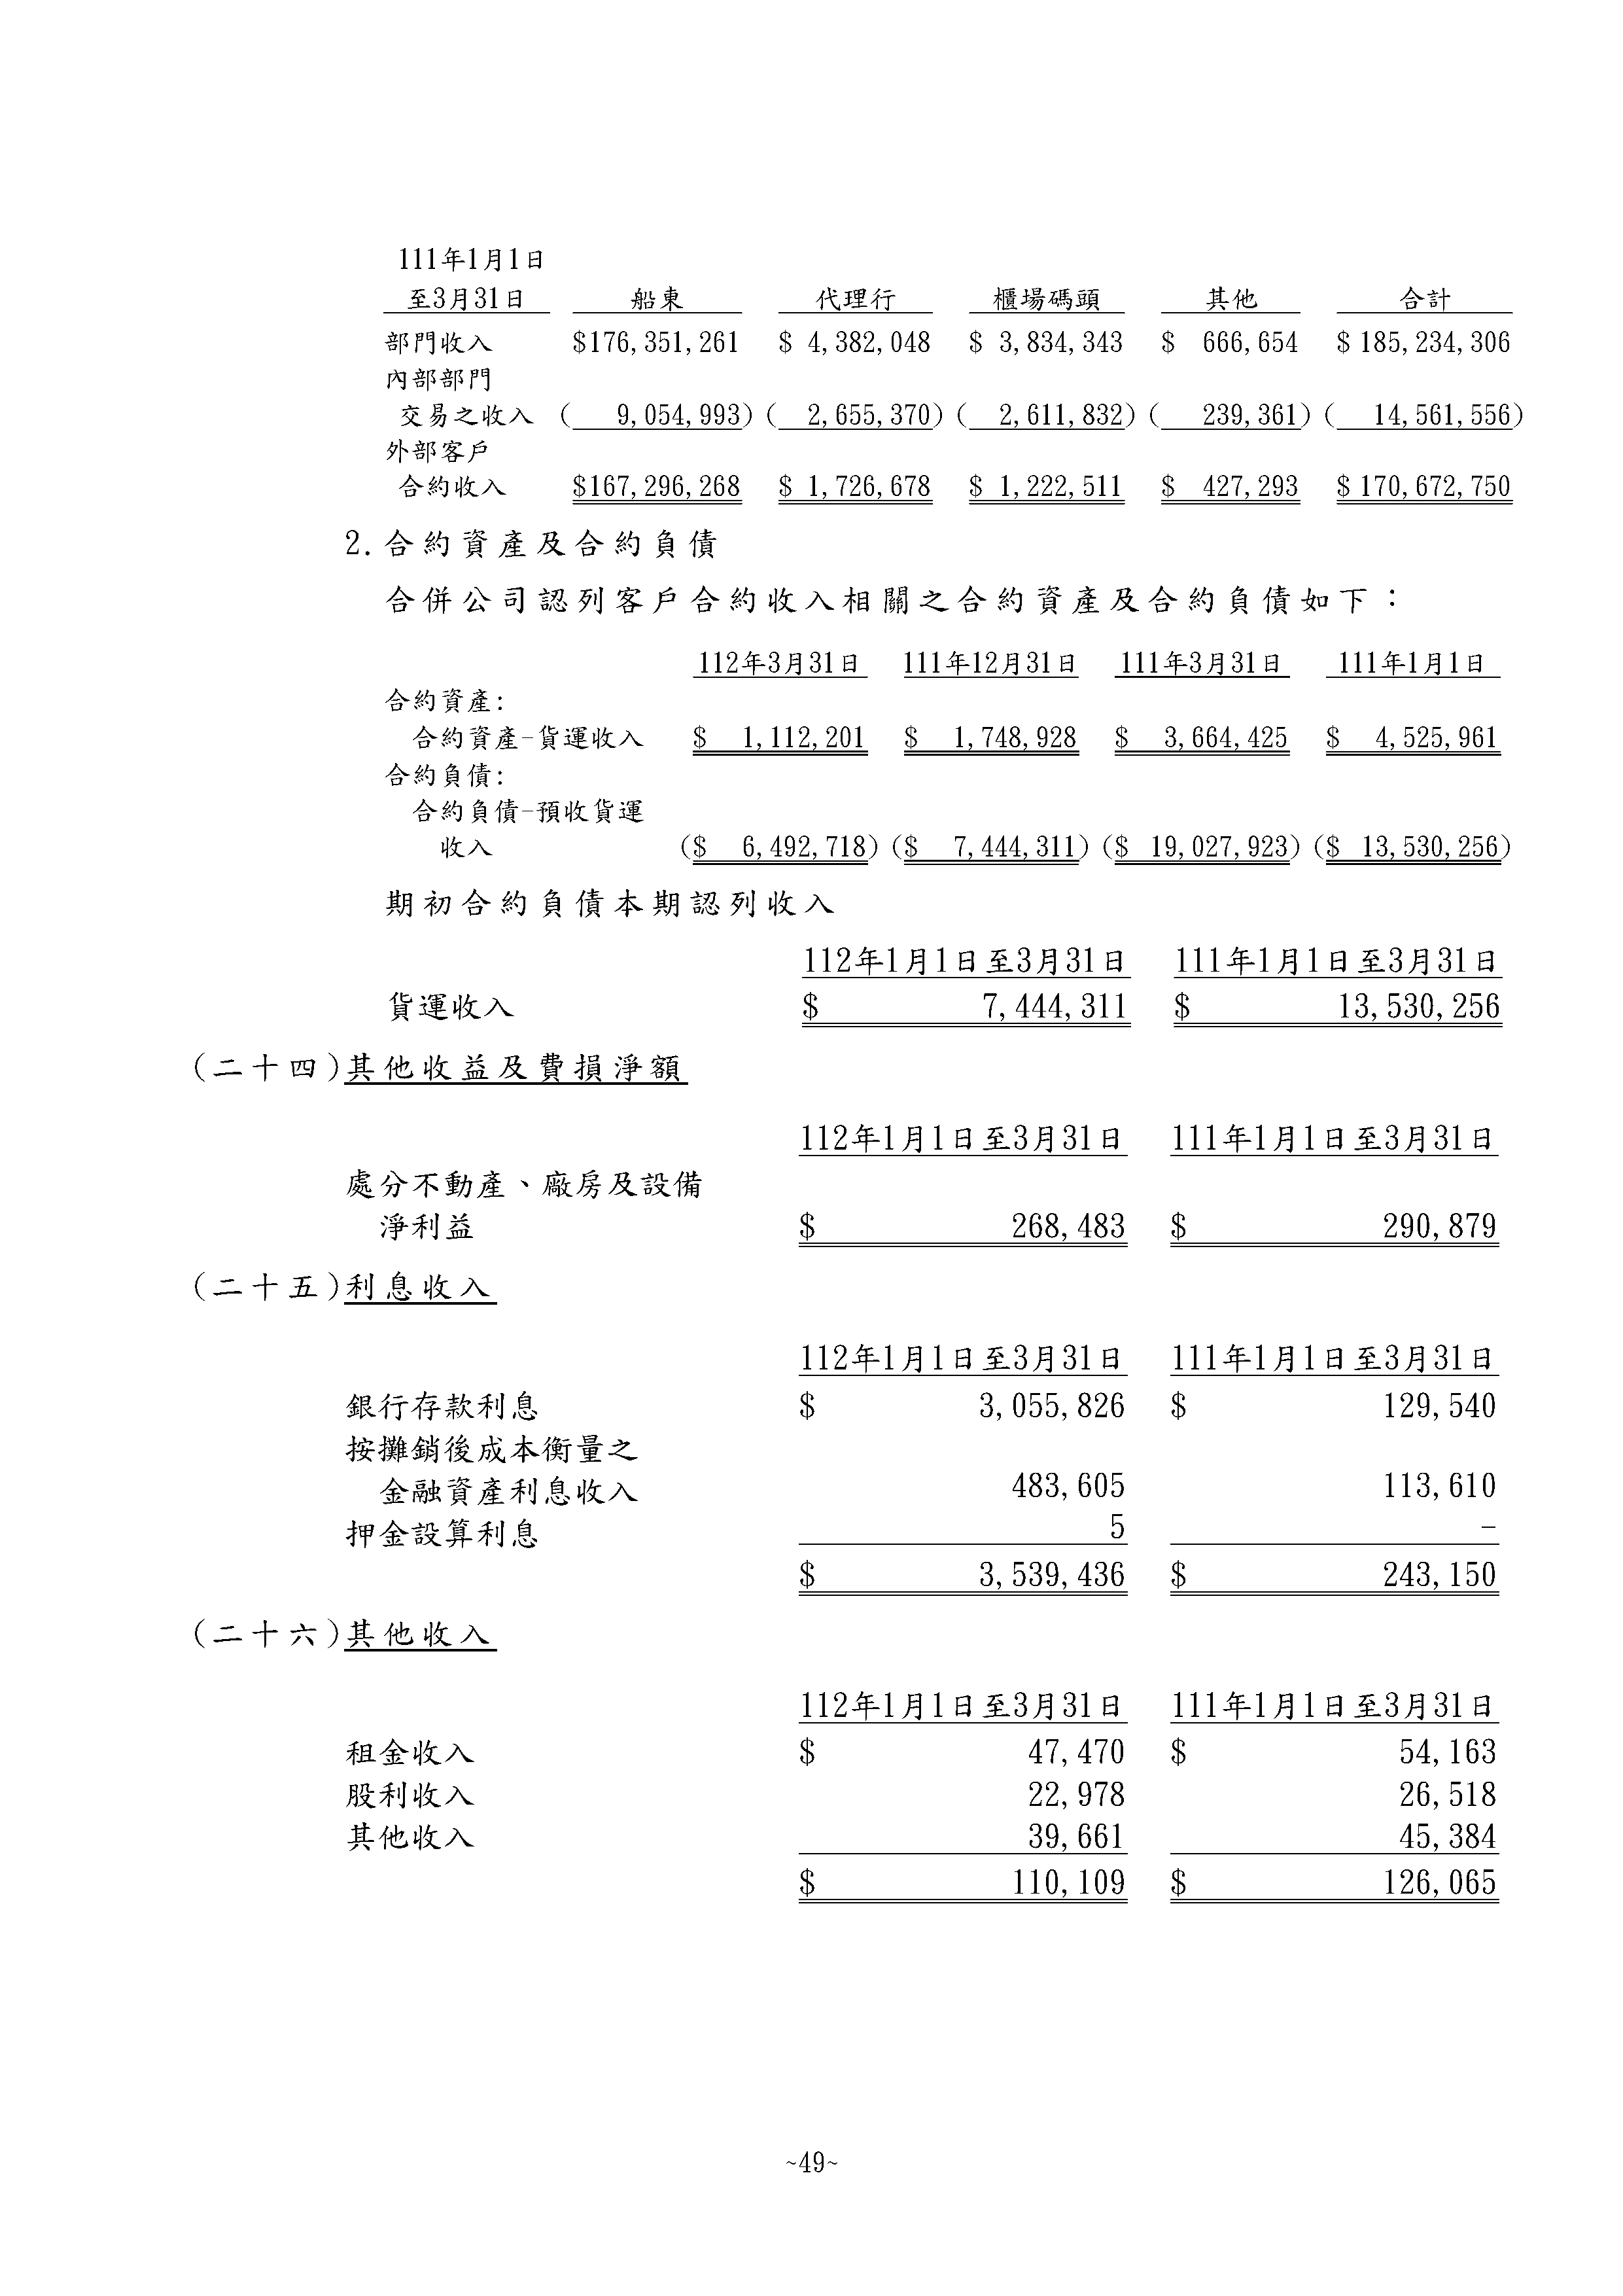 111年1月1日
至3月31日 船東 代理行 櫃場碼頭 其他 合計
部門收入 $176,351,261 $ 4,382,048 $ 3,834,343 $ 666,654 $ 185,234,306
內部部門
交易之收入 ( 9,054,993) ( 2,655,370) ( 2,611,832) ( 239,361) ( 14,561,556)
外部客戶
合約收入 $167,296,268 $ 1,726,678 $ 1,222,511 $ 427,293 $ 170,672,750
2.合約資產及合約負債
合併公司認列客戶合約收入相關之合約資產及合約負債如下：
112年3月31日 111年12月31日 111年3月31日 111年1月1日
合約資產:
合約資產-貨運收入 $ 1,112,201 $ 1,748,928 $ 3,664,425 $ 4,525,961
合約負債:
合約負債-預收貨運
收入 ($ 6,492,718) ($ 7,444,311) ($ 19,027,923) ($ 13,530,256)
期初合約負債本期認列收入
112年1月1日至3月31日 111年1月1日至3月31日
貨運收入 $ 7,444,311 $ 13,530,256
(二十四)其他收益及費損淨額
112年1月1日至3月31日 111年1月1日至3月31日
處分不動產、廠房及設備
淨利益 $ 268,483 $ 290,879
(二十五)利息收入
112年1月1日至3月31日 111年1月1日至3月31日
銀行存款利息 $ 3,055,826 $ 129,540
按攤銷後成本衡量之
金融資產利息收入 483,605 113,610
押金設算利息 5 -
$ 3,539,436 $ 243,150
(二十六)其他收入
112年1月1日至3月31日 111年1月1日至3月31日
租金收入 $ 47,470 $ 54,163
股利收入 22,978 26,518
其他收入 39,661 45,384
$ 110,109 $ 126,065
~49~